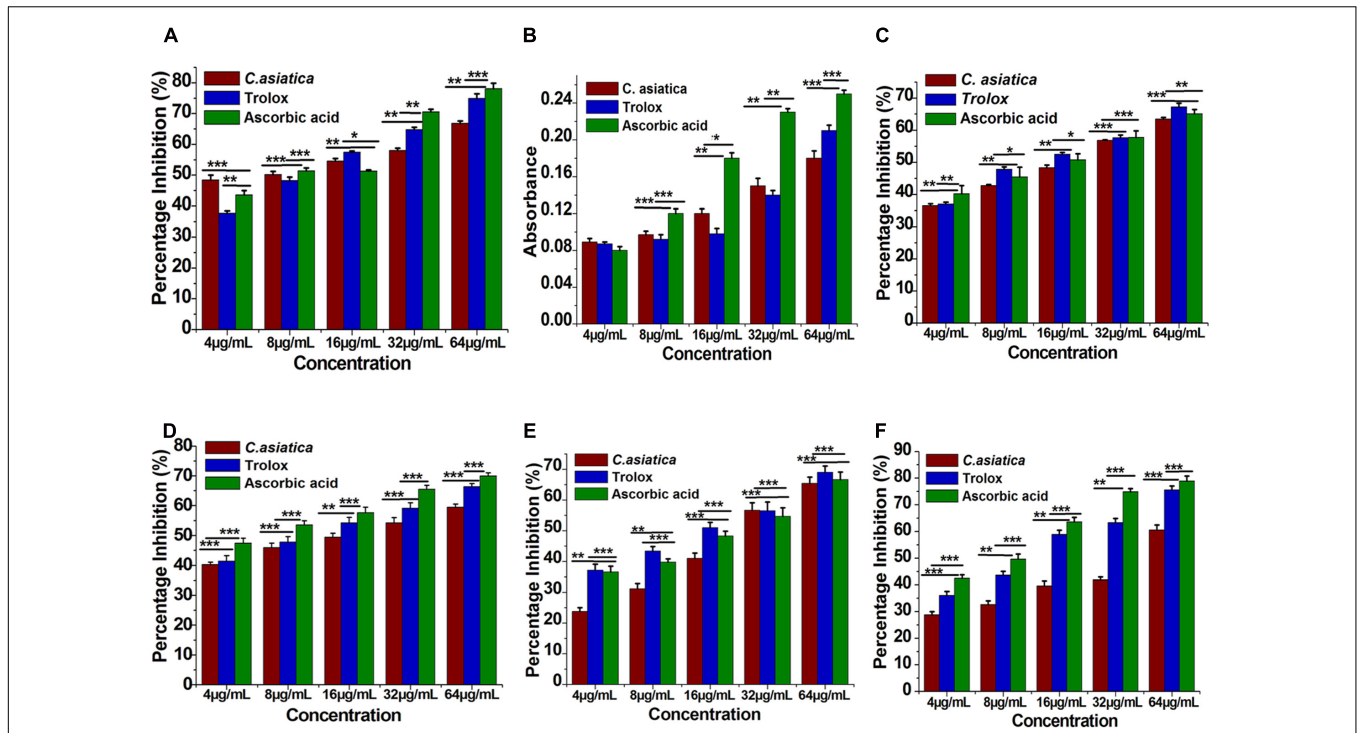 A
Percentage Inhibition (%)
80
70
60
50
40
30
20
10
0
C.asiatica
Trolox
Ascorbic acid
*** ** *** *** ** * ** ** ** ***
4µg/mL 8µg/mL 16µg/mL 32µg/mL 64µg/mL
Concentration
B
Absorbance
0.24
0.20
0.16
0.12
0.08
0.04
0.00
C. asiatica
Trolox
Ascorbic acid
*** *** ** * ** ** *** ***
4µg/mL 8µg/mL 16µg/mL 32µg/mL 64µg/mL
Concentration
C
Percentage Inhibition (%)
70
60
50
40
30
20
10
0
C. asiatica
Trolox
Ascorbic acid
** ** ** * ** * *** *** *** **
4µg/mL 8µg/mL 16µg/mL 32µg/mL 64µg/mL
Concentration
D
Percentage Inhibition (%)
80
70
60
50
40
30
20
10
0
C.asiatica
Trolox
Ascorbic acid
*** *** *** *** ** *** *** *** *** ***
4µg/mL 8µg/mL 16µg/mL 32µg/mL 64µg/mL
Concentration
E
Percentage Inhibition (%)
70
60
50
40
30
20
10
0
C.asiatica
Trolox
Ascorbic acid
** *** ** *** *** *** *** *** *** ***
4µg/mL 8µg/mL 16µg/mL 32µg/mL 64µg/mL
Concentration
F
Percentage Inhibition (%)
90
80
70
60
50
40
30
20
10
0
C.asiatica
Trolox
Ascorbic acid
*** *** ** *** ** *** ** *** *** ***
4µg/mL 8µg/mL 16µg/mL 32µg/mL 64µg/mL
Concentration